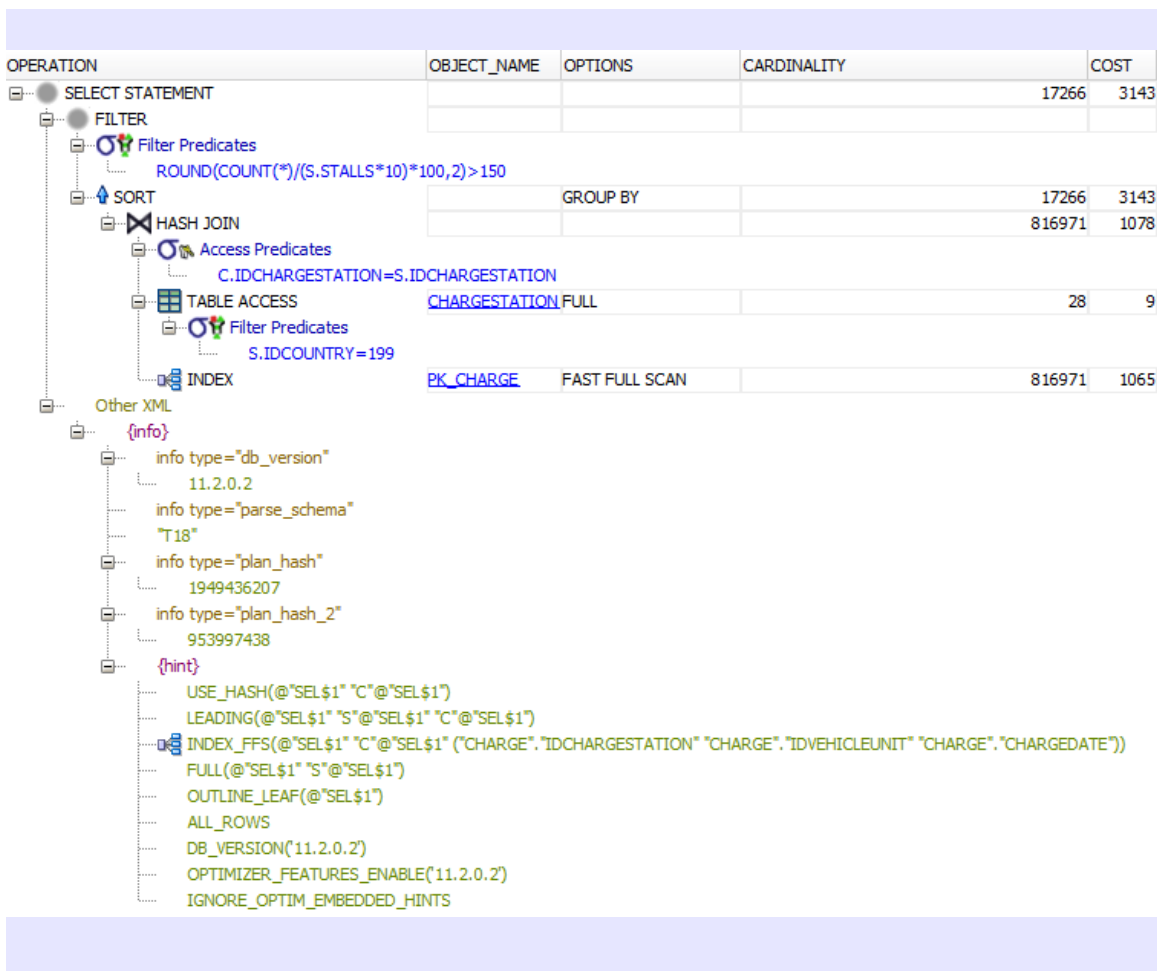 OPERATION OBJECT_NAME OPTIONS CARDINALITY COST
SELECT STATEMENT 17266 3143
FILTER
Filter Predicates
ROUND(COUNT(*)/(S.STALLS*10)*100,2)>150
SORT GROUP BY 17266 3143
HASH JOIN 816971 1078
Access Predicates
C.IDCHARGESTATION=S.IDCHARGESTATION
TABLE ACCESS CHARGESTATION FULL 28 9
Filter Predicates
S.IDCOUNTRY=199
INDEX PK_CHARGE FAST FULL SCAN 816971 1065
Other XML
{info}
info type="db_version"
11.2.0.2
info type="parse_schema"
"T18"
info type="plan_hash"
1949436207
info type="plan_hash_2"
953997438
{hint}
USE_HASH(@"SEL$1" "C"@"SEL$1")
LEADING(@"SEL$1" "S"@"SEL$1" "C"@"SEL$1")
INDEX_FFS(@"SEL$1" "C"@"SEL$1" ("CHARGE"."IDCHARGESTATION" "CHARGE"."IDVEHICLEUNIT" "CHARGE"."CHARGEDATE"))
FULL(@"SEL$1" "S"@"SEL$1")
OUTLINE_LEAF(@"SEL$1")
ALL_ROWS
DB_VERSION('11.2.0.2')
OPTIMIZER_FEATURES_ENABLE('11.2.0.2')
IGNORE_OPTIM_EMBEDDED_HINTS